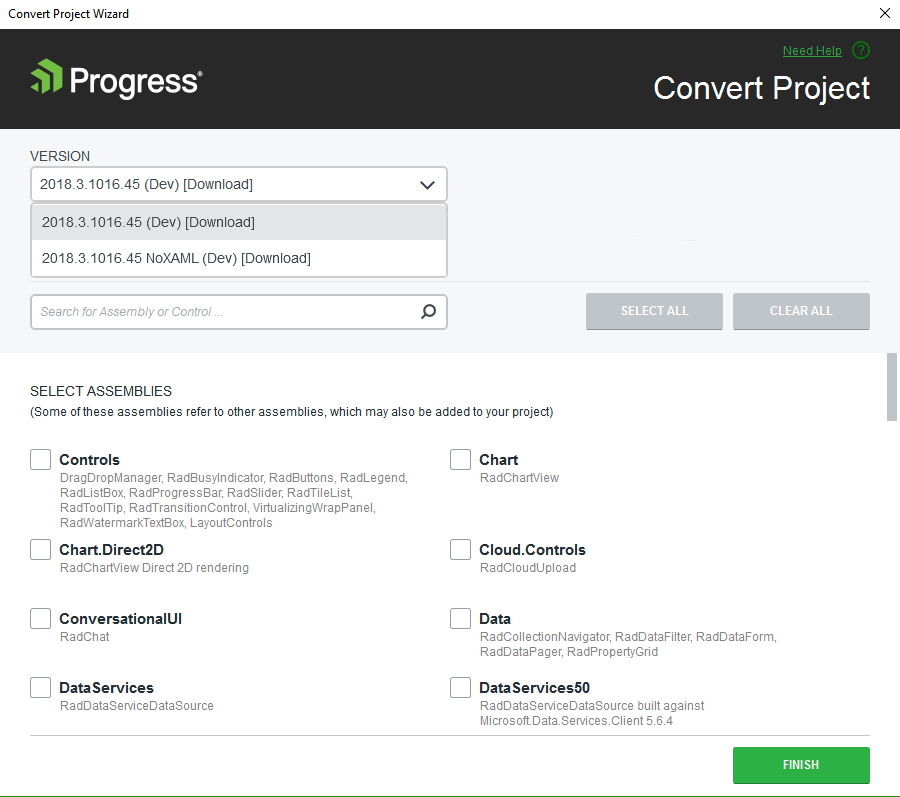 Convert Project Wizard
Need Help ?
Progress®
Convert Project
VERSION
2018.3.1016.45 (Dev) [Download]
2018.3.1016.45 (Dev) [Download]
2018.3.1016.45 NoXAML (Dev) [Download]
Search for Assembly or Control ...
SELECT ALL
CLEAR ALL
SELECT ASSEMBLIES
(Some of these assemblies refer to other assemblies, which may also be added to your project)
Controls
DragDropManager, RadBusyIndicator, RadButtons, RadLegend,
RadListBox, RadProgressBar, RadSlider, RadTileList,
RadToolTip, RadTransitionControl, VirtualizingWrapPanel,
RadWatermarkTextBox, LayoutControls
Chart
RadChartView
Chart.Direct2D
RadChartView Direct 2D rendering
Cloud.Controls
RadCloudUpload
ConversationalUI
RadChat
Data
RadCollectionNavigator, RadDataFilter, RadDataForm,
RadDataPager, RadPropertyGrid
DataServices
RadDataServiceDataSource
DataServices50
RadDataServiceDataSource built against
Microsoft.Data.Services.Client 5.6.4
FINISH